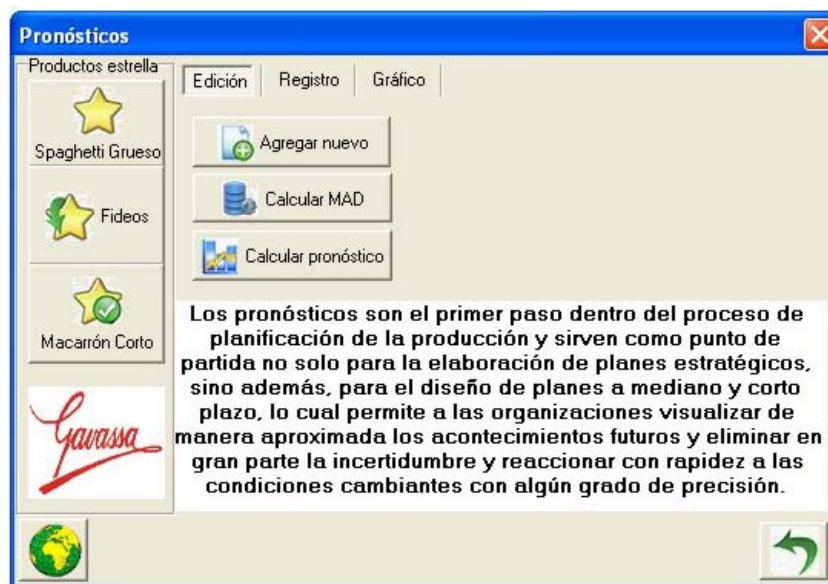 Pronósticos
Productos estrella
Spaghetti Grueso
Fideos
Macarrón Corto
Gavassa
Edición
Registro
Gráfico
Agregar nuevo
Calcular MAD
Calcular pronóstico
Los pronósticos son el primer paso dentro del proceso de
planificación de la producción y sirven como punto de
partida no solo para la elaboración de planes estratégicos,
sino además, para el diseño de planes a mediano y corto
plazo, lo cual permite a las organizaciones visualizar de
manera aproximada los acontecimientos futuros y eliminar en
gran parte la incertidumbre y reaccionar con rapidez a las
condiciones cambiantes con algún grado de precisión.